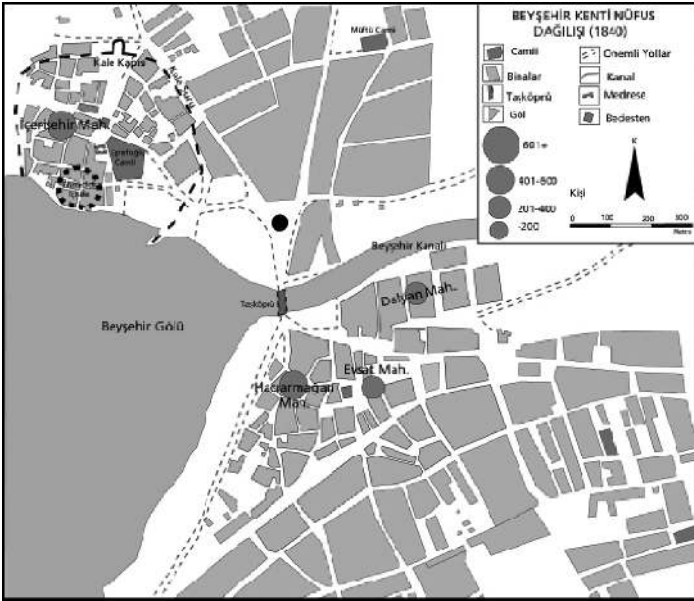 BEYŞEHİR KENTİ NÜFUS
DAĞILIŞI (1840)
Camii
Binalar
Taşköprü
Göl
Önemli Yollar
Kanal
Medrese
Bedesten
601+
401-600
201-400
-200
Kişi
K
0 100 200 300
Metre
Müftü Camii
Kale Kapısı
Kale Suru
İçerişehir Mah.
Eşrefoğlu
Camii
Beyşehir Kanalı
Taşköprü
Dalyan Mah.
Beyşehir Gölü
Evsat Mah.
Hacıarmağan
Mah.